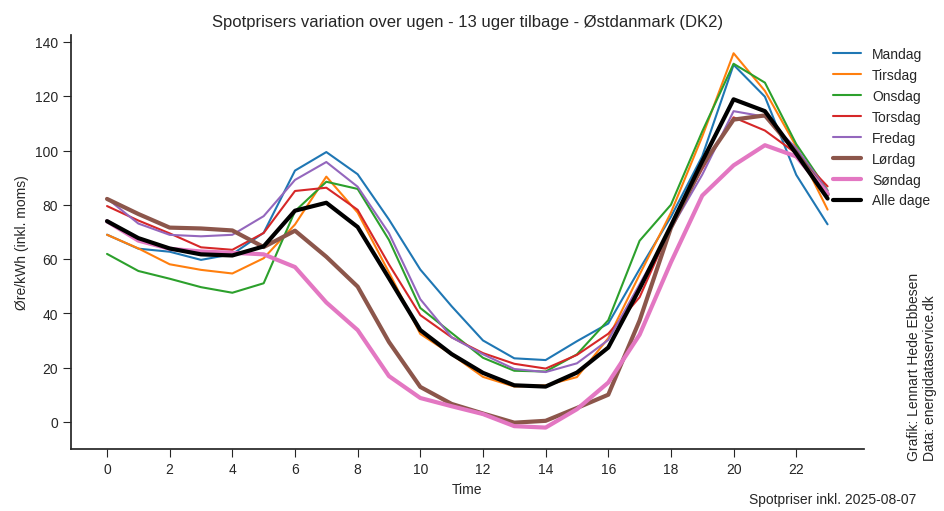 Spotprisers variation over ugen - 13 uger tilbage - Østdanmark (DK2)
Øre/kWh (inkl. moms)
140
120
100
80
60
40
20
0
0 2 4 6 8 10 12 14 16 18 20 22
Time
Mandag
Tirsdag
Onsdag
Torsdag
Fredag
Lørdag
Søndag
Alle dage
Grafik: Lennart Hede Ebbesen
Data: energidataservice.dk
Spotpriser inkl. 2025-08-07